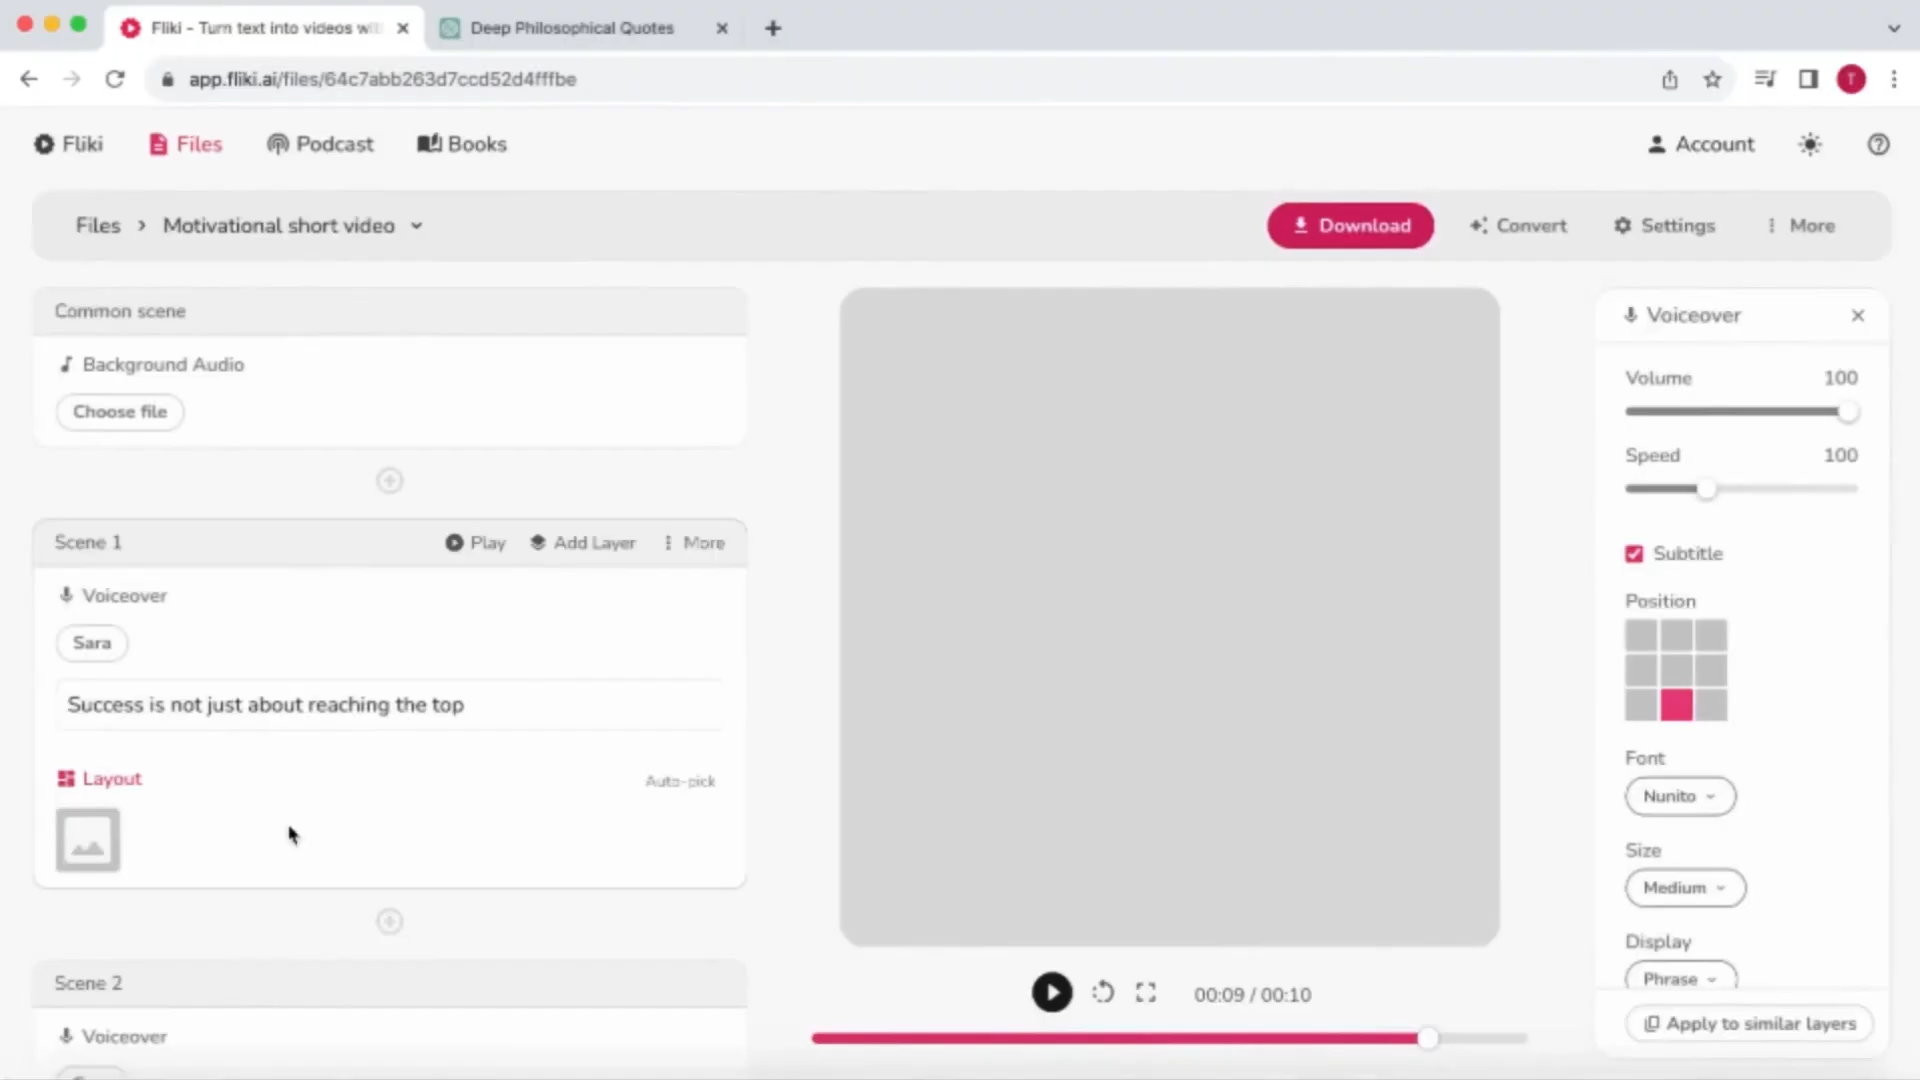 Fliki - Turn text into videos wit
Deep Philosophical Quotes
app.fliki.ai/files/64c7abb263d7ccd52d4fffbe
T
Fliki
Files
Podcast
Books
Account
Files > Motivational short video
Download
Convert
Settings
More
Common scene
Background Audio
Choose file
Scene 1
Play
Add Layer
More
Voiceover
Sara
Success is not just about reaching the top
Layout
Auto-pick
Scene 2
Voiceover
00:09 / 00:10
Voiceover
Volume 100
Speed 100
Subtitle
Position
Font
Nunito
Size
Medium
Display
Phrase
Apply to similar layers